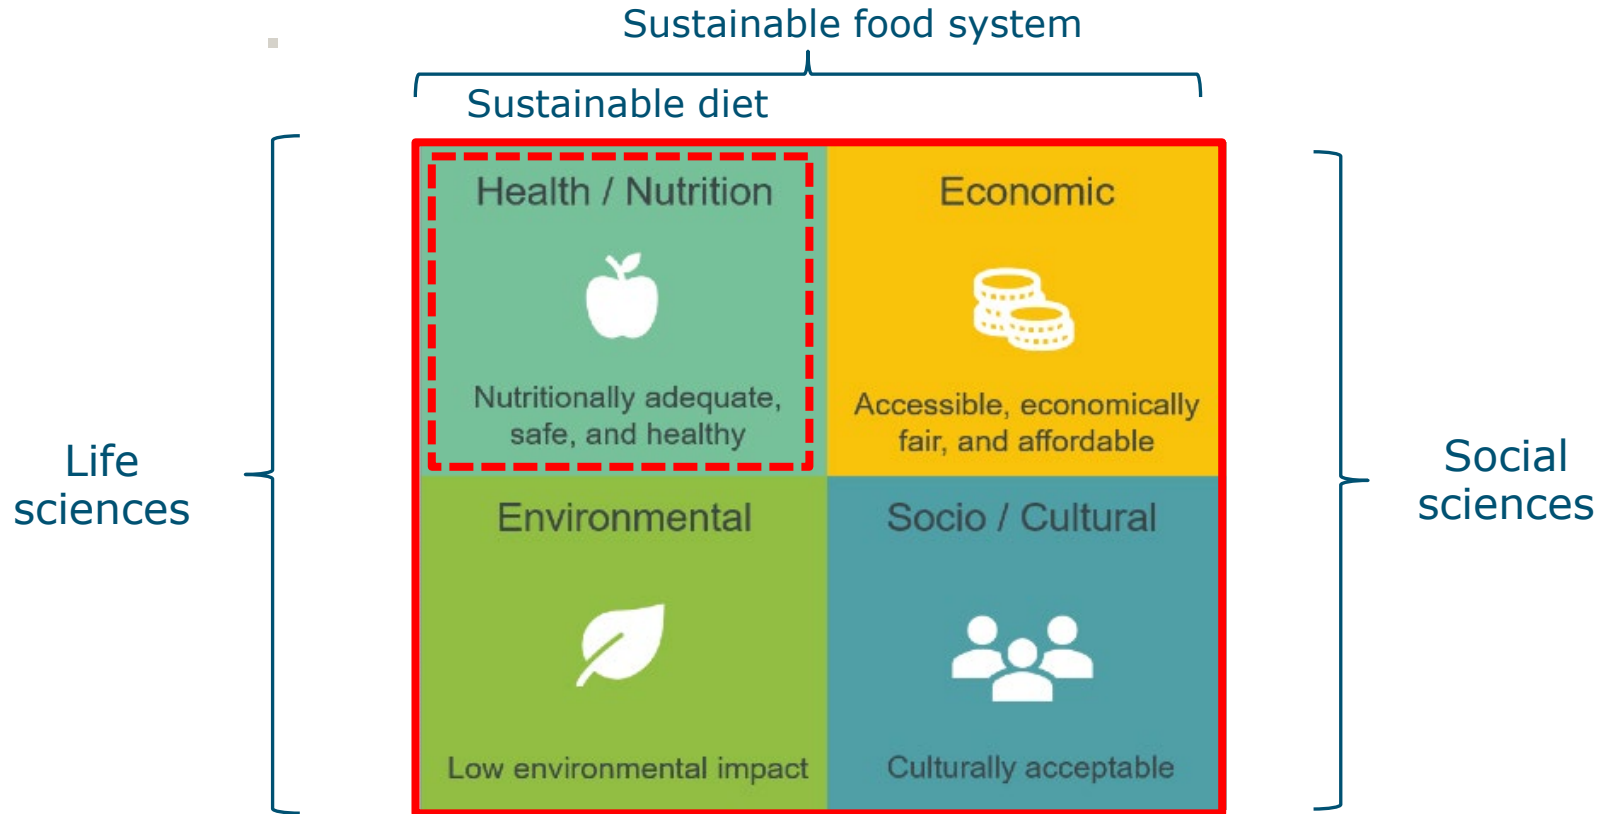 Sustainable food system
Sustainable diet
Health / Nutrition
Nutritionally adequate,
safe, and healthy
Economic
Accessible, economically
fair, and affordable
Life
sciences
Social
sciences
Environmental
Low environmental impact
Socio / Cultural
Culturally acceptable